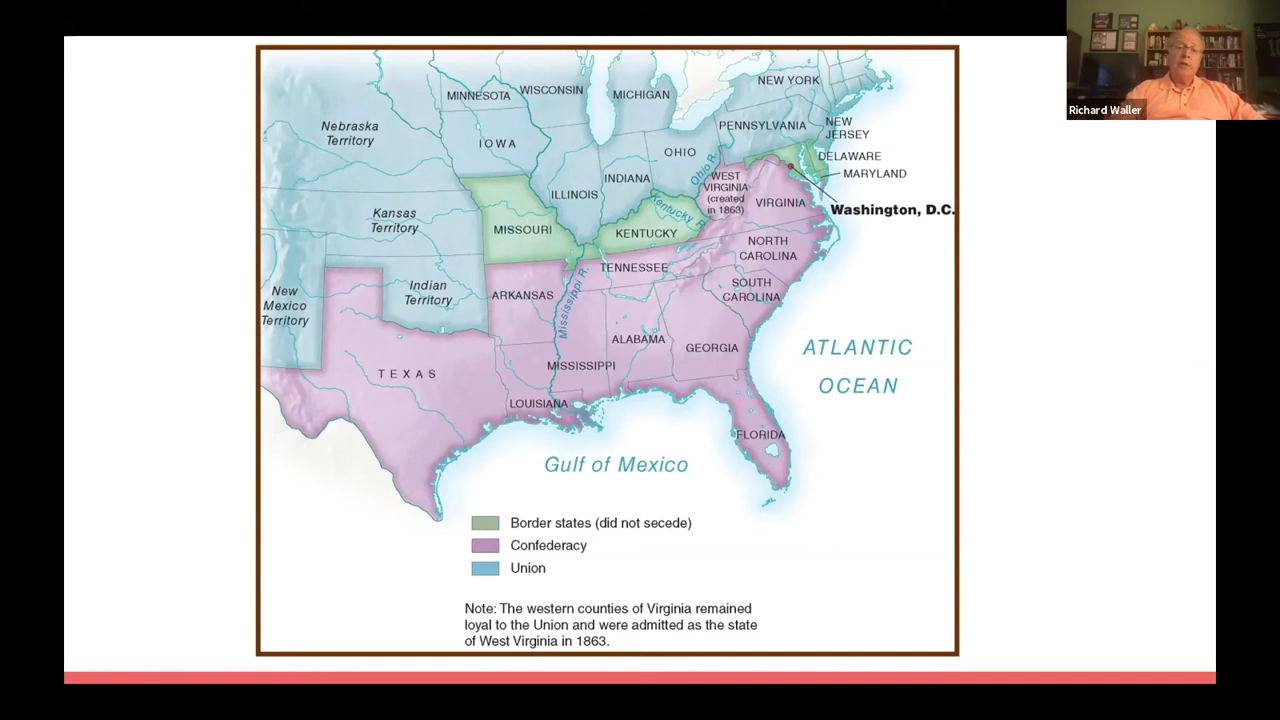 Richard Waller
NEW YORK
WISCONSIN
MINNESOTA
MICHIGAN
Nebraska
Territory
PENNSYLVANIA
NEW
JERSEY
IOWA
OHIO
DELAWARE
Ohio R.
MARYLAND
INDIANA
ILLINOIS
WEST
VIRGINIA
(created
in 1863)
VIRGINIA
Washington, D.C.
Kansas
Territory
Kentucky R.
MISSOURI
KENTUCKY
NORTH
CAROLINA
TENNESSEE
SOUTH
CAROLINA
Indian
Territory
New
Mexico
Territory
ARKANSAS
Mississippi R.
ALABAMA
GEORGIA
ATLANTIC
OCEAN
MISSISSIPPI
TEXAS
LOUISIANA
FLORIDA
Gulf of Mexico
Border states (did not secede)
Confederacy
Union
Note: The western counties of Virginia remained
loyal to the Union and were admitted as the state
of West Virginia in 1863.